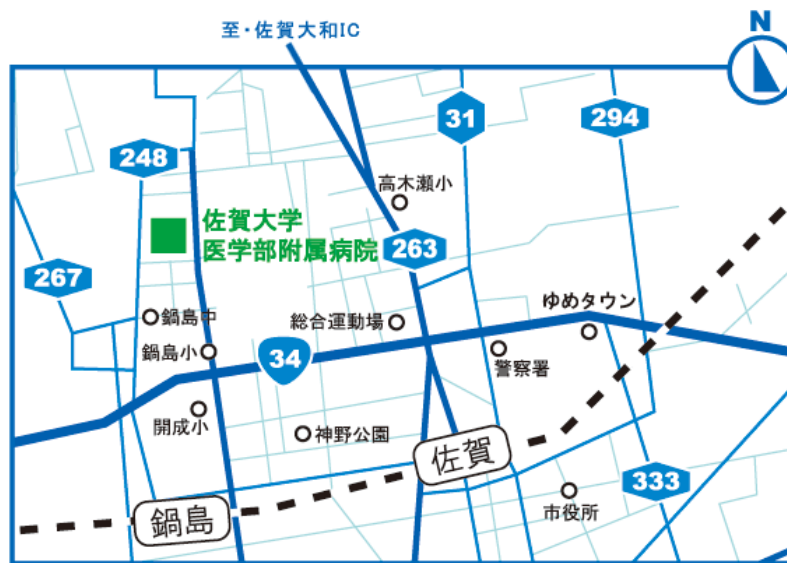 至・佐賀大和IC
N
31
294
248
高木瀬小
佐賀大学
医学部附属病院
263
267
ゆめタウン
鍋島中
総合運動場
鍋島小
34
警察署
開成小
神野公園
佐賀
333
市役所
鍋島